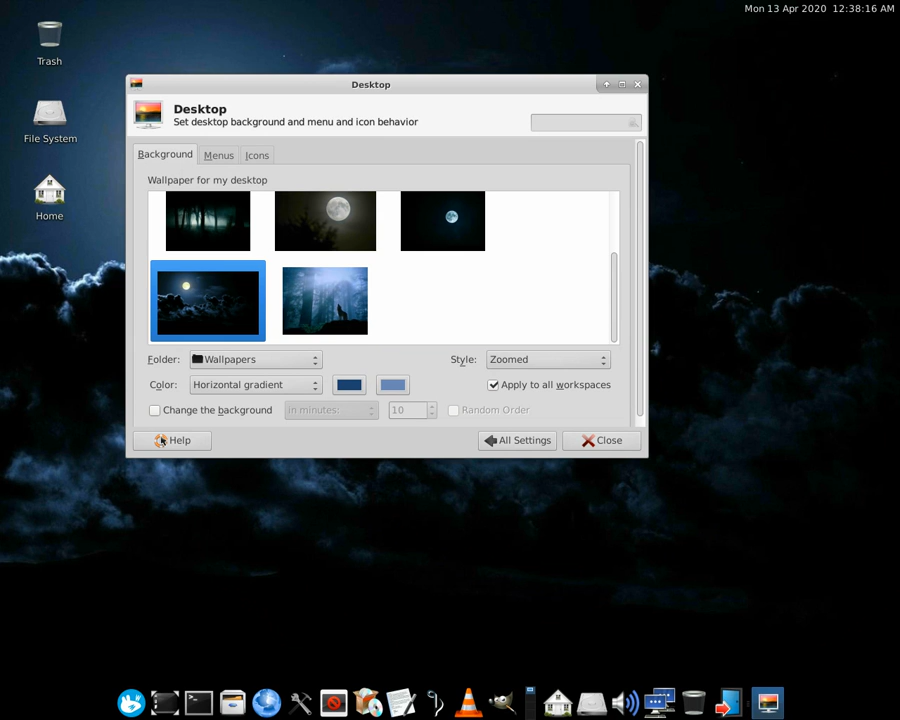 Mon 13 Apr 2020 12:38:16 AM
Trash
File System
Home
Desktop
Desktop
Set desktop background and menu and icon behavior
Background Menus Icons
Wallpaper for my desktop
Folder: Wallpapers Style: Zoomed
Color: Horizontal gradient Apply to all workspaces
Change the background in minutes: 10 Random Order
Help All Settings Close